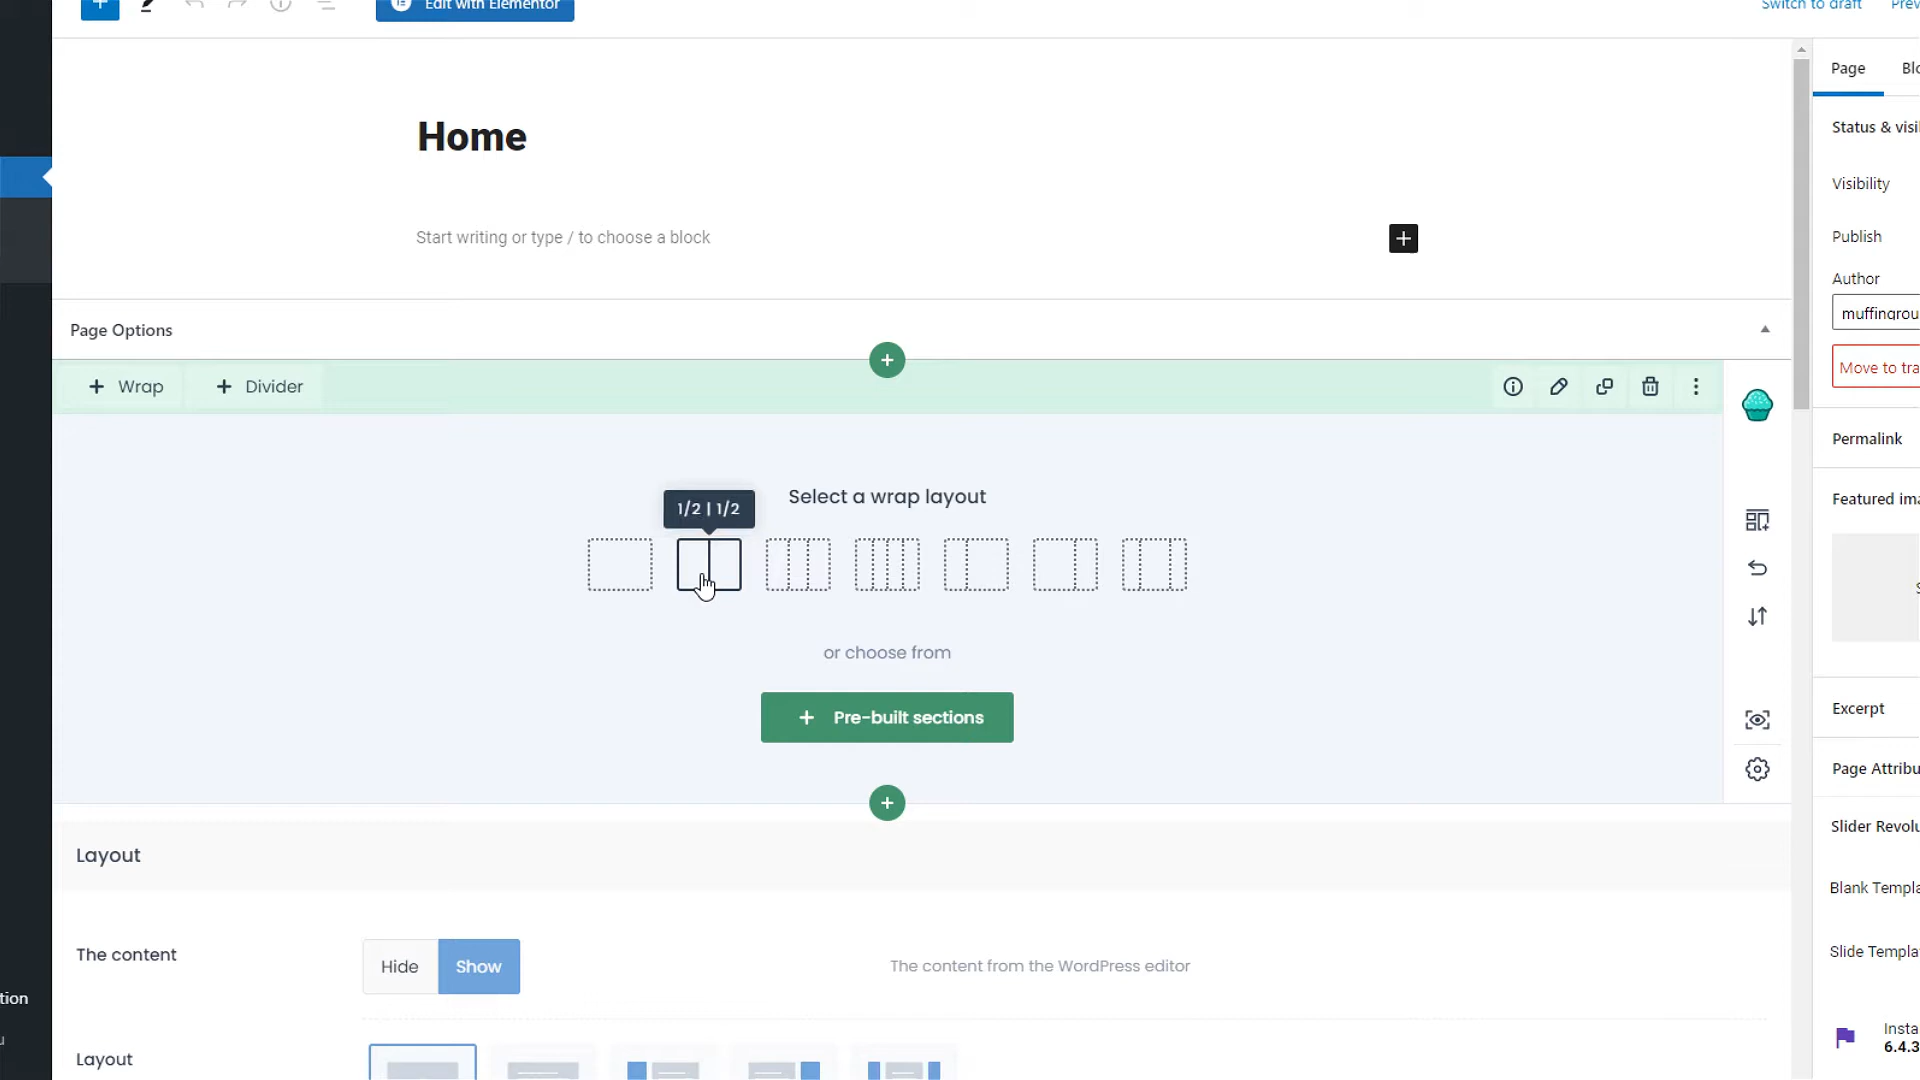 Edit with Elementor
Switch to draft
Prev
Page
Blo
Home
Status & visi
Visibility
Start writing or type / to choose a block
Publish
Author
muffingrou
Page Options
Move to tra
Wrap
Divider
Permalink
Select a wrap layout
Featured ima
1/2 | 1/2
or choose from
Pre-built sections
Excerpt
Page Attribu
Slider Revolu
Layout
Blank Templa
The content
Hide
Show
The content from the WordPress editor
Slide Templa
tion
Insta
6.4.3
u
Layout